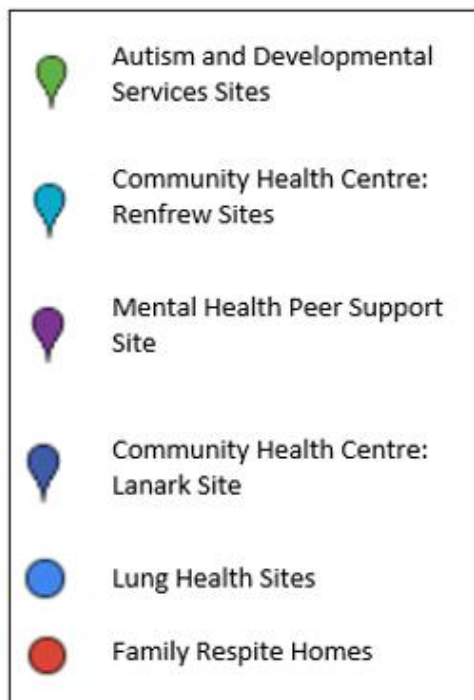 Autism and Developmental
Services Sites
Community Health Centre:
Renfrew Sites
Mental Health Peer Support
Site
Community Health Centre:
Lanark Site
Lung Health Sites
Family Respite Homes